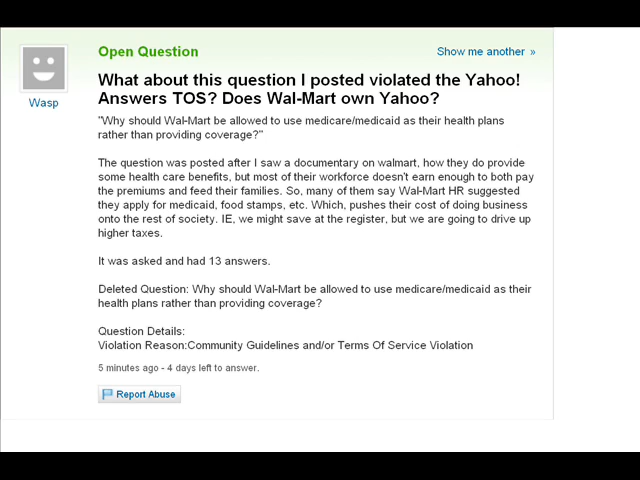 Open Question
Show me another »
Wasp
What about this question I posted violated the Yahoo!
Answers TOS? Does Wal-Mart own Yahoo?
"Why should Wal-Mart be allowed to use medicare/medicaid as their health plans
rather than providing coverage?"
The question was posted after I saw a documentary on walmart, how they do provide
some health care benefits, but most of their workforce doesn't earn enough to both pay
the premiums and feed their families. So, many of them say Wal-Mart HR suggested
they apply for medicaid, food stamps, etc. Which, pushes their cost of doing business
onto the rest of society. IE, we might save at the register, but we are going to drive up
higher taxes.
It was asked and had 13 answers.
Deleted Question: Why should Wal-Mart be allowed to use medicare/medicaid as their
health plans rather than providing coverage?
Question Details:
Violation Reason:Community Guidelines and/or Terms Of Service Violation
5 minutes ago - 4 days left to answer.
Report Abuse